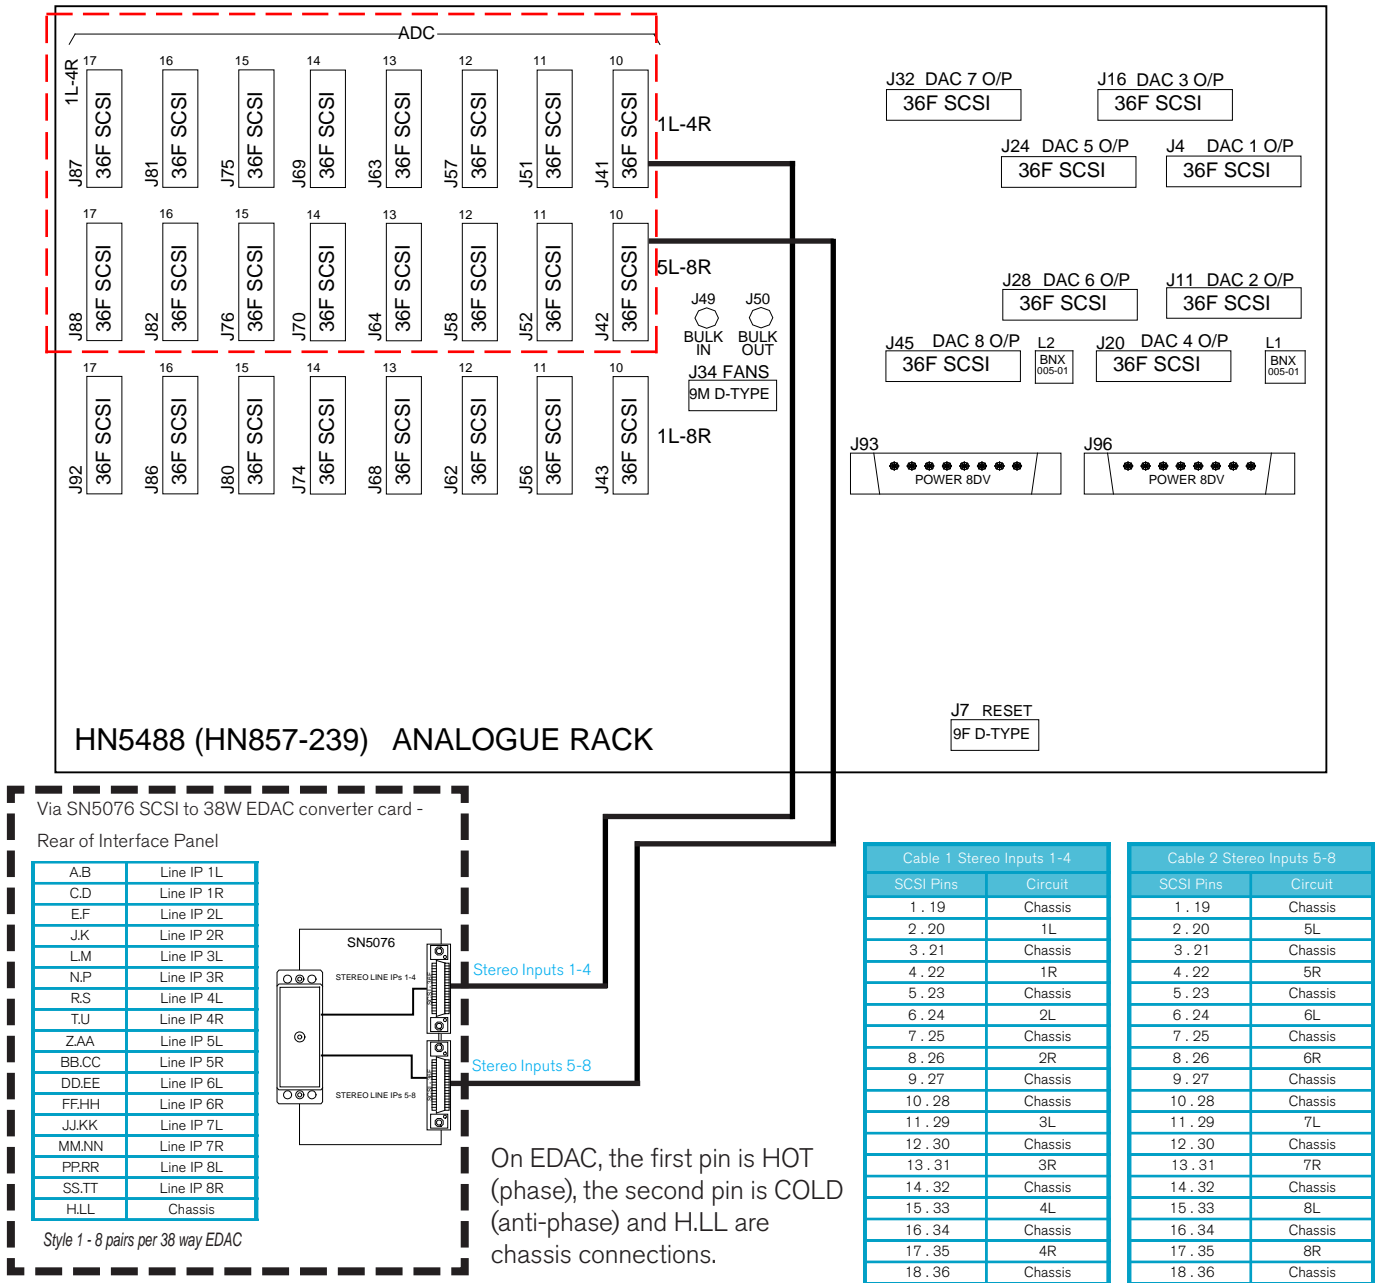 ADC
1L-4R
17 16 15 14 13 12 11 10
J87 36F SCSI J81 36F SCSI J75 36F SCSI J69 36F SCSI J63 36F SCSI J57 36F SCSI J51 36F SCSI J41 36F SCSI
1L-4R
17 16 15 14 13 12 11 10
J88 36F SCSI J82 36F SCSI J76 36F SCSI J70 36F SCSI J64 36F SCSI J58 36F SCSI J52 36F SCSI J42 36F SCSI
5L-8R
17 16 15 14 13 12 11 10
J92 36F SCSI J86 36F SCSI J80 36F SCSI J74 36F SCSI J68 36F SCSI J62 36F SCSI J56 36F SCSI J43 36F SCSI
1L-8R
J49 J50
BULK IN
BULK OUT
J34 FANS
9M D-TYPE
J32 DAC 7 O/P
36F SCSI
J16 DAC 3 O/P
36F SCSI
J24 DAC 5 O/P
36F SCSI
J4 DAC 1 O/P
36F SCSI
J28 DAC 6 O/P
36F SCSI
J11 DAC 2 O/P
36F SCSI
J45 DAC 8 O/P
36F SCSI
L2
BNX
005-01
J20 DAC 4 O/P
36F SCSI
L1
BNX
005-01
J93
POWER 8DV
J96
POWER 8DV
J7 RESET
9F D-TYPE
HN5488 (HN857-239) ANALOGUE RACK
Via SN5076 SCSI to 38W EDAC converter card -
Rear of Interface Panel
A.B Line IP 1L
C.D Line IP 1R
E.F Line IP 2L
J.K Line IP 2R
L.M Line IP 3L
N.P Line IP 3R
R.S Line IP 4L
T.U Line IP 4R
Z.AA Line IP 5L
BB.CC Line IP 5R
DD.EE Line IP 6L
FF.HH Line IP 6R
JJ.KK Line IP 7L
MM.NN Line IP 7R
PP.RR Line IP 8L
SS.TT Line IP 8R
H.LL Chassis
Style 1 - 8 pairs per 38 way EDAC
SN5076
STEREO LINE IPs 1-4
STEREO LINE IPs 5-8
Stereo Inputs 1-4
Stereo Inputs 5-8
On EDAC, the first pin is HOT
(phase), the second pin is COLD
(anti-phase) and H.LL are
chassis connections.
Cable 1 Stereo Inputs 1-4
SCSI Pins Circuit
1 . 19 Chassis
2 . 20 1L
3 . 21 Chassis
4 . 22 1R
5 . 23 Chassis
6 . 24 2L
7 . 25 Chassis
8 . 26 2R
9 . 27 Chassis
10 . 28 Chassis
11 . 29 3L
12 . 30 Chassis
13 . 31 3R
14 . 32 Chassis
15 . 33 4L
16 . 34 Chassis
17 . 35 4R
18 . 36 Chassis
Cable 2 Stereo Inputs 5-8
SCSI Pins Circuit
1 . 19 Chassis
2 . 20 5L
3 . 21 Chassis
4 . 22 5R
5 . 23 Chassis
6 . 24 6L
7 . 25 Chassis
8 . 26 6R
9 . 27 Chassis
10 . 28 Chassis
11 . 29 7L
12 . 30 Chassis
13 . 31 7R
14 . 32 Chassis
15 . 33 8L
16 . 34 Chassis
17 . 35 8R
18 . 36 Chassis